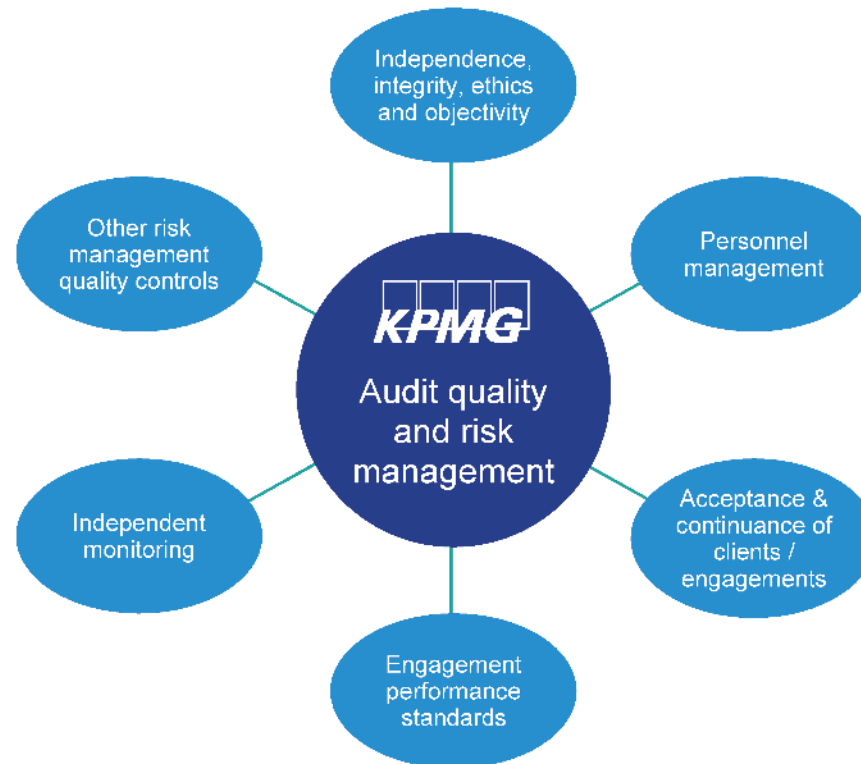 Independence,
integrity, ethics
and objectivity
Other risk
management
quality controls
Personnel
management
KPMG
Audit quality
and risk
management
Independent
monitoring
Acceptance &
continuance of
clients /
engagements
Engagement
performance
standards